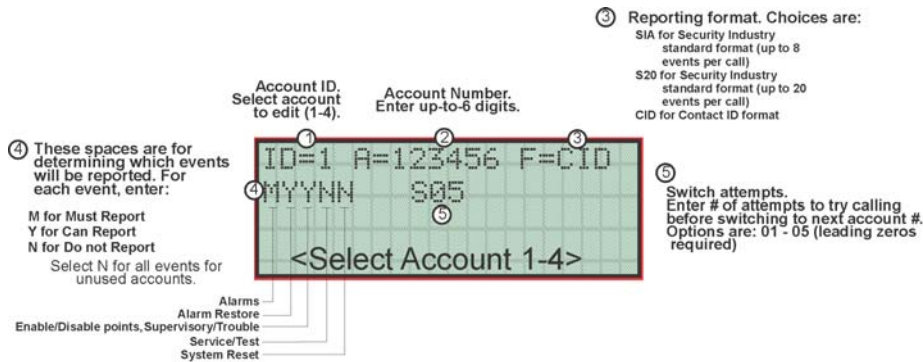 ③ Reporting format. Choices are:
SIA for Security Industry
standard format (up to 8
events per call)
S20 for Security Industry
standard format (up to 20
events per call)
CID for Contact ID format
Account ID.
Select account
to edit (1-4).
Account Number.
Enter up-to-6 digits.
④ These spaces are for
determining which events
will be reported. For
each event, enter:
M for Must Report
Y for Can Report
N for Do not Report
Select N for all events for
unused accounts.
① ② ③
ID=1 A=123456 F=CID
④ MYYNN S05
⑤
<Select Account 1-4>
⑤
Switch attempts.
Enter # of attempts to try calling
before switching to next account #.
Options are: 01 - 05 (leading zeros
required)
Alarms
Alarm Restore
Enable/Disable points, Supervisory/Trouble
Service/Test
System Reset